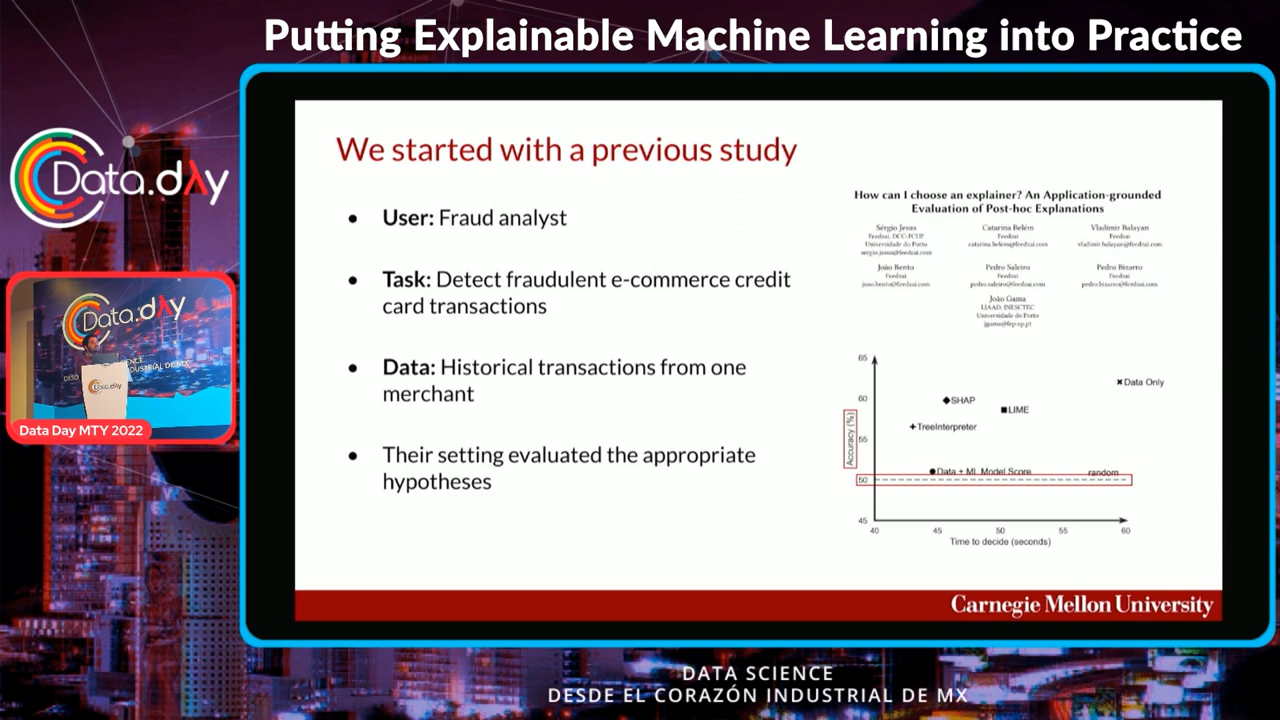 Putting Explainable Machine Learning into Practice
Data.day
We started with a previous study
• User: Fraud analyst
• Task: Detect fraudulent e-commerce credit
card transactions
• Data: Historical transactions from one
merchant
• Their setting evaluated the appropriate
hypotheses
How can I choose an explainer? An Application-grounded
Evaluation of Post-hoc Explanations
Sérgio Jesus
Feedzai, DCC-FCUP
Universidade do Porto
sergio.jesus@feedzai.com
Catarina Belém
Feedzai
catarina.belem@feedzai.com
Vladimir Balayan
Feedzai
vladimir.balayan@feedzai.com
João Bento
Feedzai
joao.bento@feedzai.com
Pedro Saleiro
Feedzai
pedro.saleiro@feedzai.com
Pedro Bizarro
Feedzai
pedro.bizarro@feedzai.com
João Gama
LIAAD, INESCTEC
Universidade do Porto
jgama@fep.up.pt
65
60
55
50
45
Accuracy (%)
Data Only
SHAP
LIME
TreeInterpreter
Data + ML Model Score
random
40 45 50 55 60
Time to decide (seconds)
Carnegie Mellon University
Data.day
Data.day
Data Day MTY 2022
DATA SCIENCE
DESDE EL CORAZÓN INDUSTRIAL DE MX